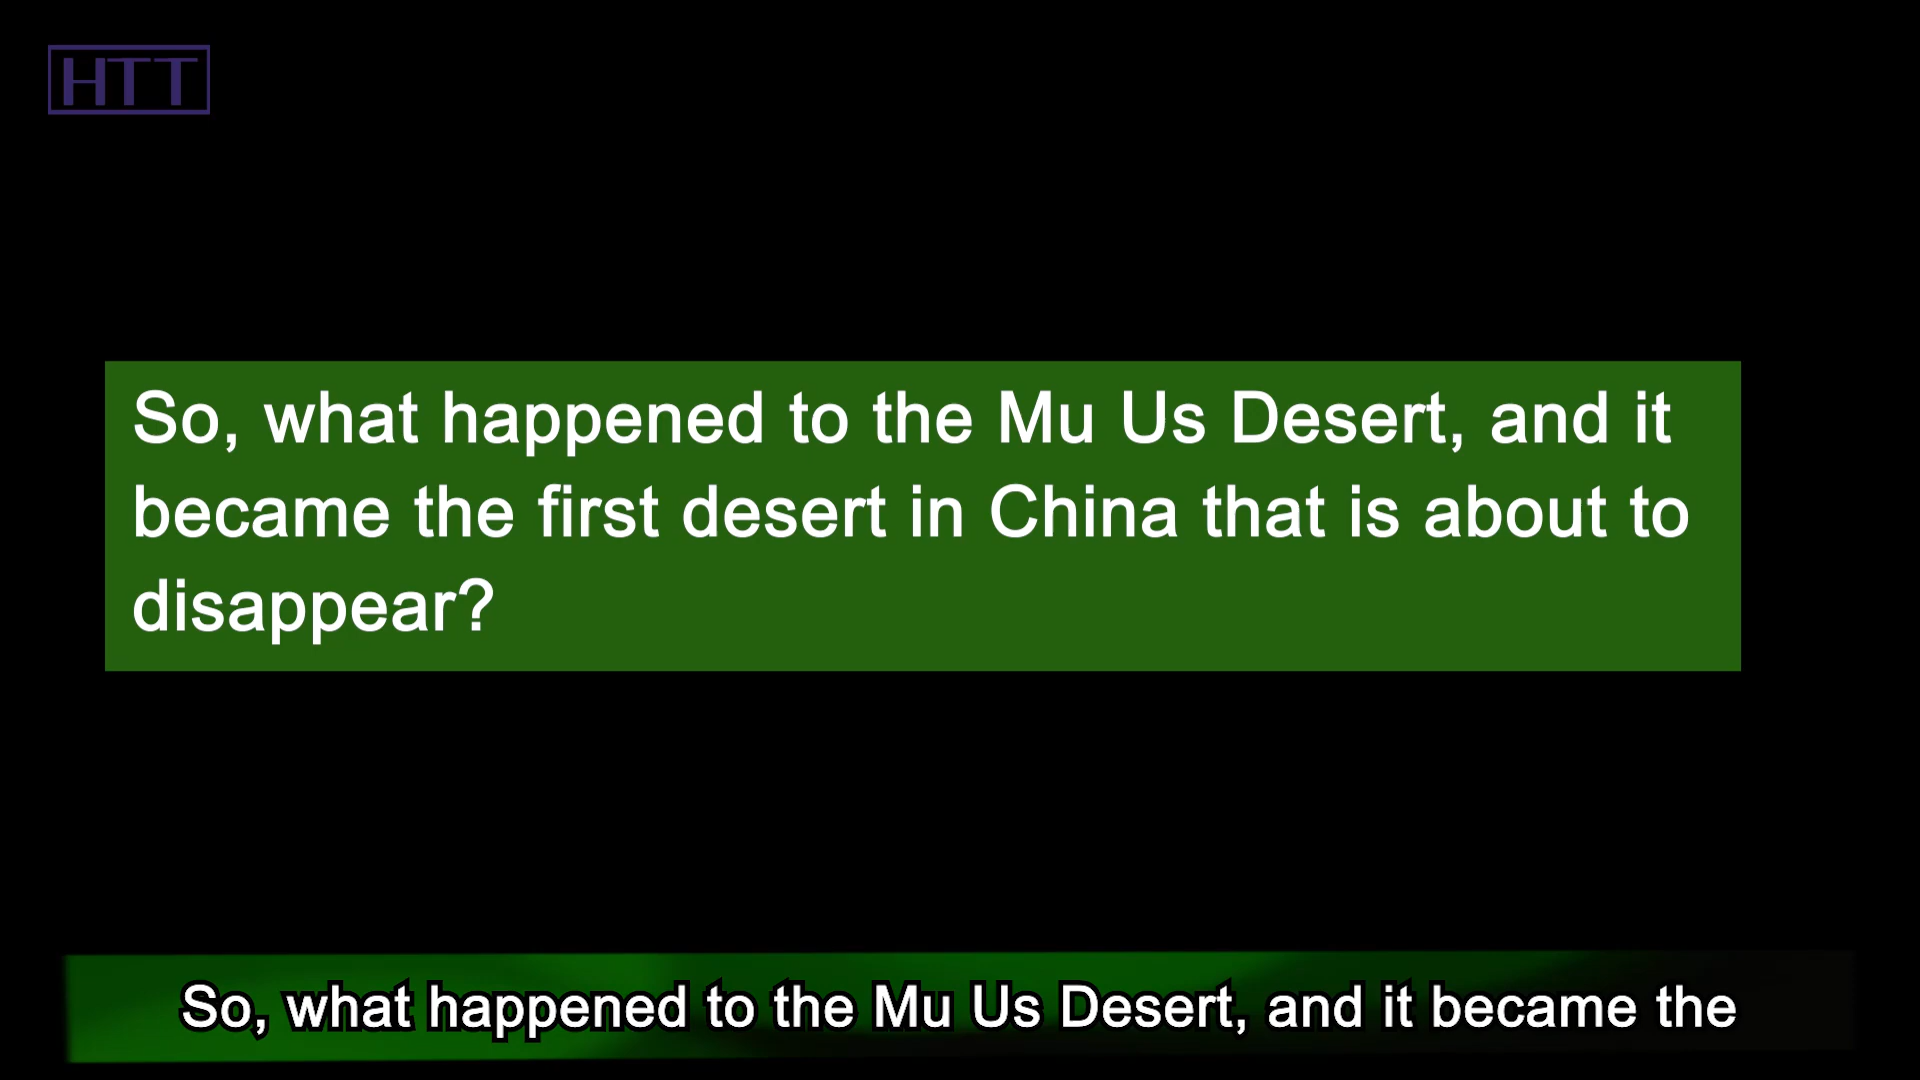 HTT
So, what happened to the Mu Us Desert, and it
became the first desert in China that is about to
disappear?
So, what happened to the Mu Us Desert, and it became the